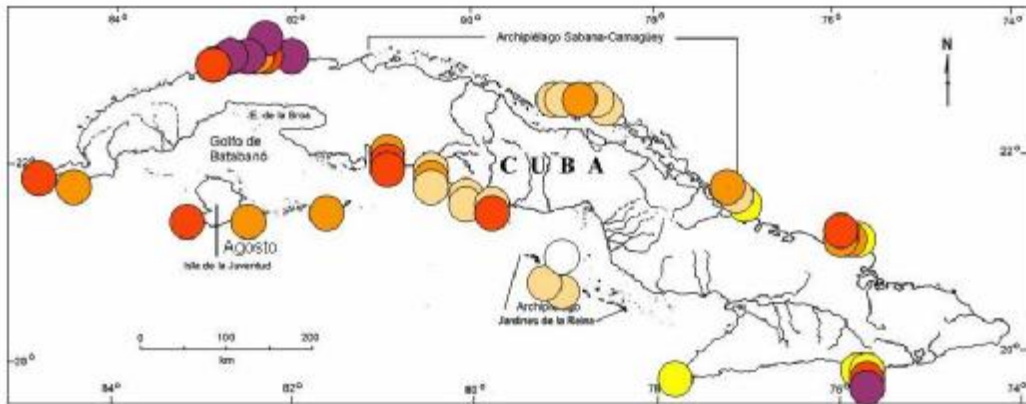 84 82 80 78 76 74
Archipiélago Sabana-Camagüey
N
E. de la Broa
Golfo de
Batabanó
22 22
CUBA
Agosto
Isla de la Juventud
Archipiélago
Jardines de la Reina
0 50 100 200
km
20 20
84 82 80 78 76 74